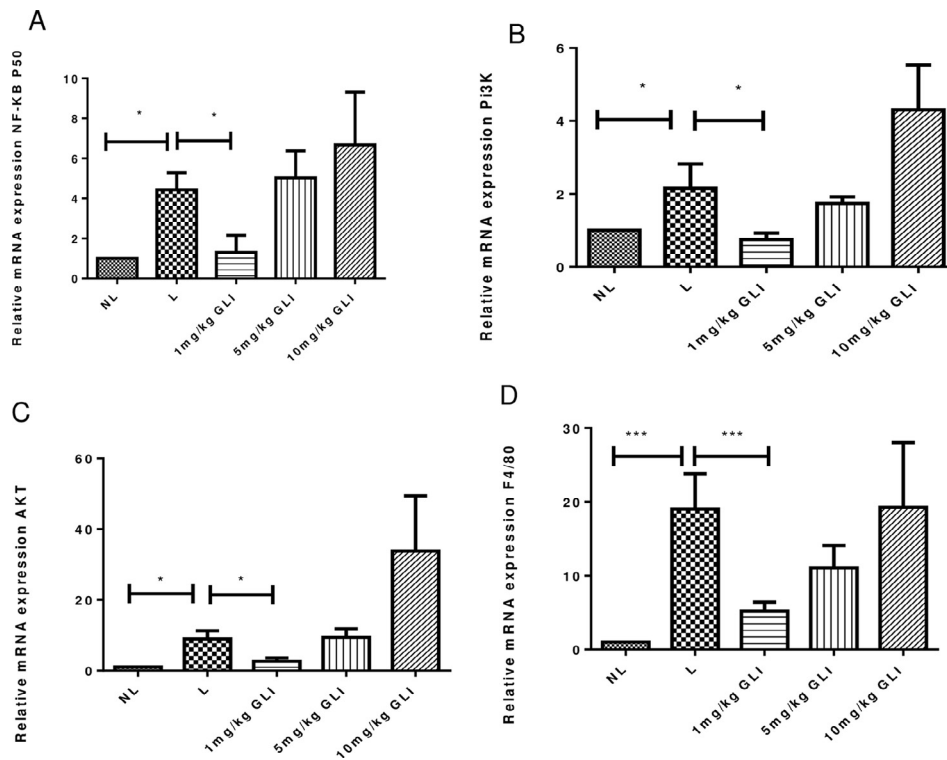 A
Relative mRNA expression NF-KB P50
10
8
6
4
2
0
*
*
NL
L
1mg/kg GLI
5mg/kg GLI
10mg/kg GLI
B
Relative mRNA expression Pi3K
6
4
2
0
*
*
NL
L
1mg/kg GLI
5mg/kg GLI
10mg/kg GLI
C
Relative mRNA expression AKT
60
40
20
0
*
*
NL
L
1mg/kg GLI
5mg/kg GLI
10mg/kg GLI
D
Relative mRNA expression F4/80
30
20
10
0
***
***
NL
L
1mg/kg GLI
5mg/kg GLI
10mg/kg GLI